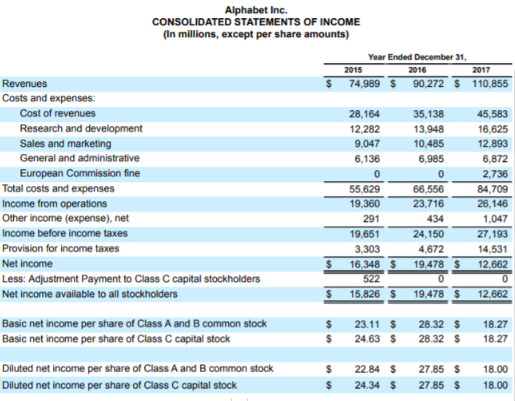 Alphabet Inc.
CONSOLIDATED STATEMENTS OF INCOME
(In millions, except per share amounts)
Year Ended December 31,
2015 2016 2017
Revenues $ 74,989 $ 90,272 $ 110,855
Costs and expenses:
Cost of revenues 28,164 35,138 45,583
Research and development 12,282 13,948 16,625
Sales and marketing 9,047 10,485 12,893
General and administrative 6,136 6,985 6,872
European Commission fine 0 0 2,736
Total costs and expenses 55,629 66,556 84,709
Income from operations 19,360 23,716 26,146
Other income (expense), net 291 434 1,047
Income before income taxes 19,651 24,150 27,193
Provision for income taxes 3,303 4,672 14,531
Net income $ 16,348 $ 19,478 $ 12,662
Less: Adjustment Payment to Class C capital stockholders 522 0 0
Net income available to all stockholders $ 15,826 $ 19,478 $ 12,662
Basic net income per share of Class A and B common stock $ 23.11 $ 28.32 $ 18.27
Basic net income per share of Class C capital stock $ 24.63 $ 28.32 $ 18.27
Diluted net income per share of Class A and B common stock $ 22.84 $ 27.85 $ 18.00
Diluted net income per share of Class C capital stock $ 24.34 $ 27.85 $ 18.00